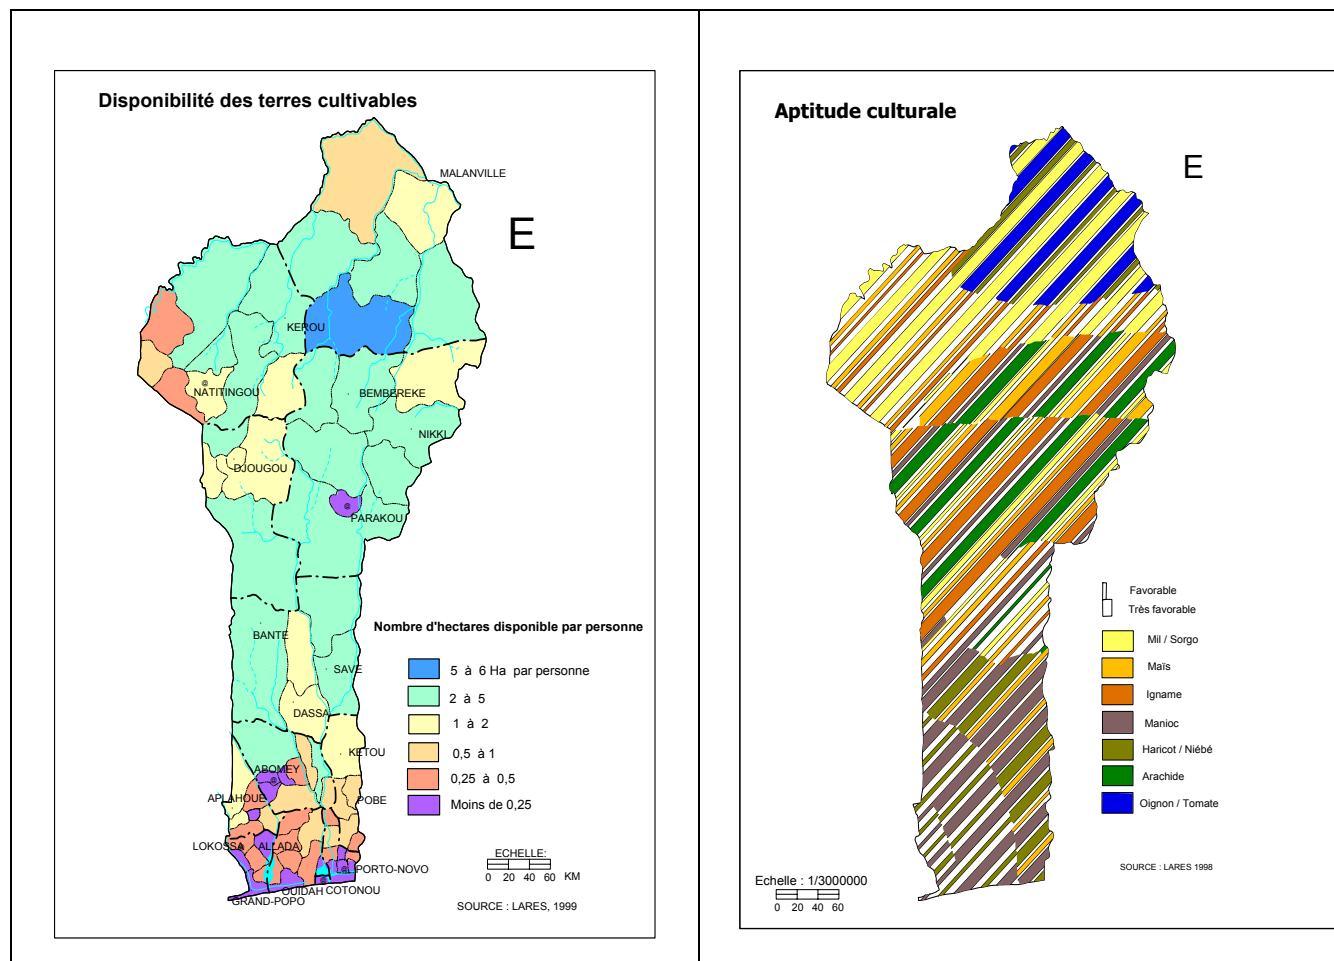 Disponibilité des terres cultivables
MALANVILLE
E
KEROU
NATITINGOU
BEMBEREKE
NIKKI
DJOUGOU
PARAKOU
Nombre d'hectares disponible par personne
BANTE
SAVE
DASSA
KETOU
ABOMEY
APLAHOUE
POBE
LOKOSSA
ALLADA
PORTO-NOVO
OUIDAH
COTONOU
GRAND-POPO
5 à 6 Ha par personne
2 à 5
1 à 2
0,5 à 1
0,25 à 0,5
Moins de 0,25
ECHELLE:
0 20 40 60 KM
SOURCE : LARES, 1999
Aptitude culturale
E
Favorable
Très favorable
Mil / Sorgo
Maïs
Igname
Manioc
Haricot / Niébé
Arachide
Oignon / Tomate
SOURCE : LARES 1998
Echelle : 1/3000000
0 20 40 60